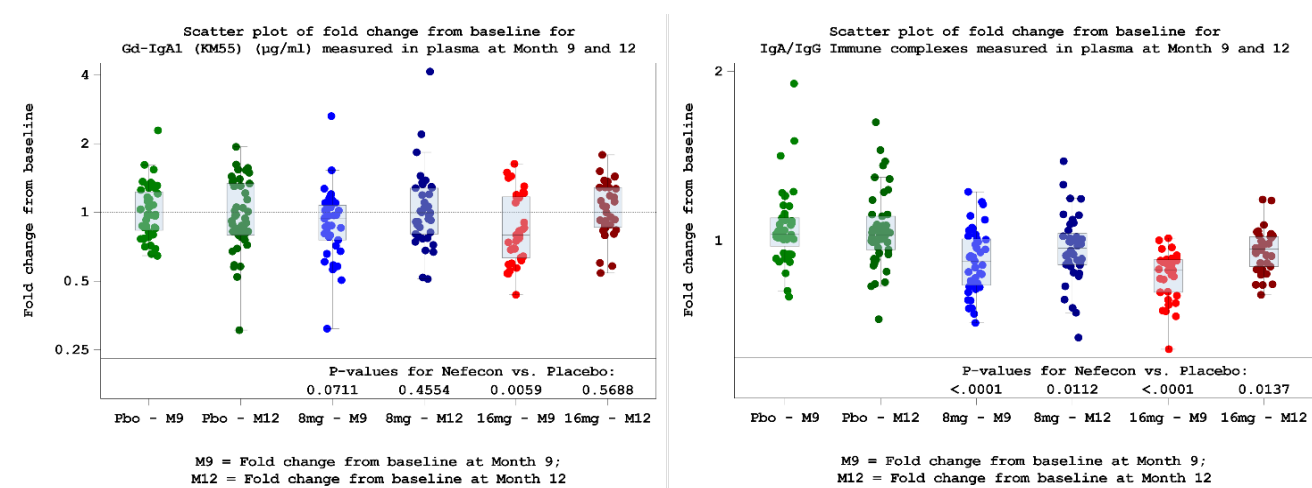 Scatter plot of fold change from baseline for
Gd-IgA1 (KM55) (µg/ml) measured in plasma at Month 9 and 12
Fold change from baseline
4
2
1
0.5
0.25
P-values for Nefecon vs. Placebo:
0.0711 0.4554 0.0059 0.5688
Pbo - M9 Pbo - M12 8mg - M9 8mg - M12 16mg - M9 16mg - M12
M9 = Fold change from baseline at Month 9;
M12 = Fold change from baseline at Month 12
Scatter plot of fold change from baseline for
IgA/IgG Immune complexes measured in plasma at Month 9 and 12
Fold change from baseline
2
1
P-values for Nefecon vs. Placebo:
<.0001 0.0112 <.0001 0.0137
Pbo - M9 Pbo - M12 8mg - M9 8mg - M12 16mg - M9 16mg - M12
M9 = Fold change from baseline at Month 9;
M12 = Fold change from baseline at Month 12